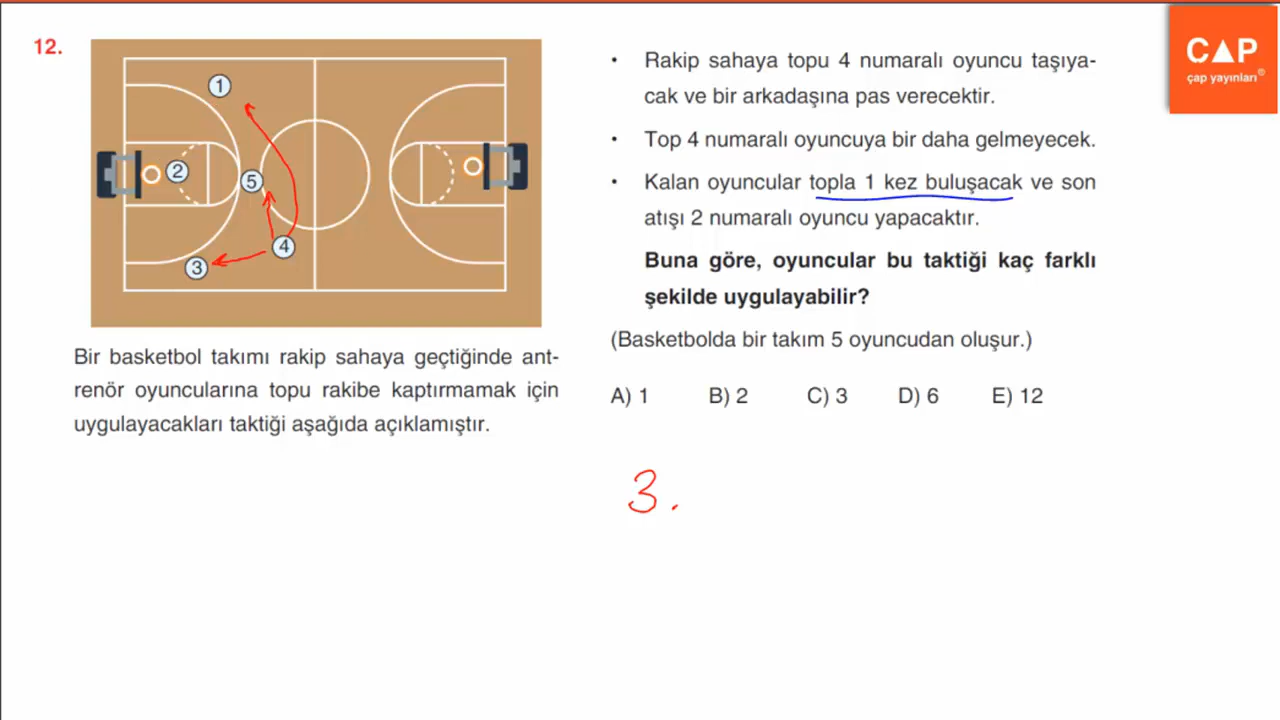 12.
1
2
5
4
3
Bir basketbol takımı rakip sahaya geçtiğinde ant-
renör oyuncularına topu rakibe kaptırmamak için
uygulayacakları taktiği aşağıda açıklamıştır.
• Rakip sahaya topu 4 numaralı oyuncu taşıya-
cak ve bir arkadaşına pas verecektir.
• Top 4 numaralı oyuncuya bir daha gelmeyecek.
• Kalan oyuncular topla 1 kez buluşacak ve son
atışı 2 numaralı oyuncu yapacaktır.
Buna göre, oyuncular bu taktiği kaç farklı
şekilde uygulayabilir?
(Basketbolda bir takım 5 oyuncudan oluşur.)
A) 1 B) 2 C) 3 D) 6 E) 12
3.
ÇAP
çap yayınları®